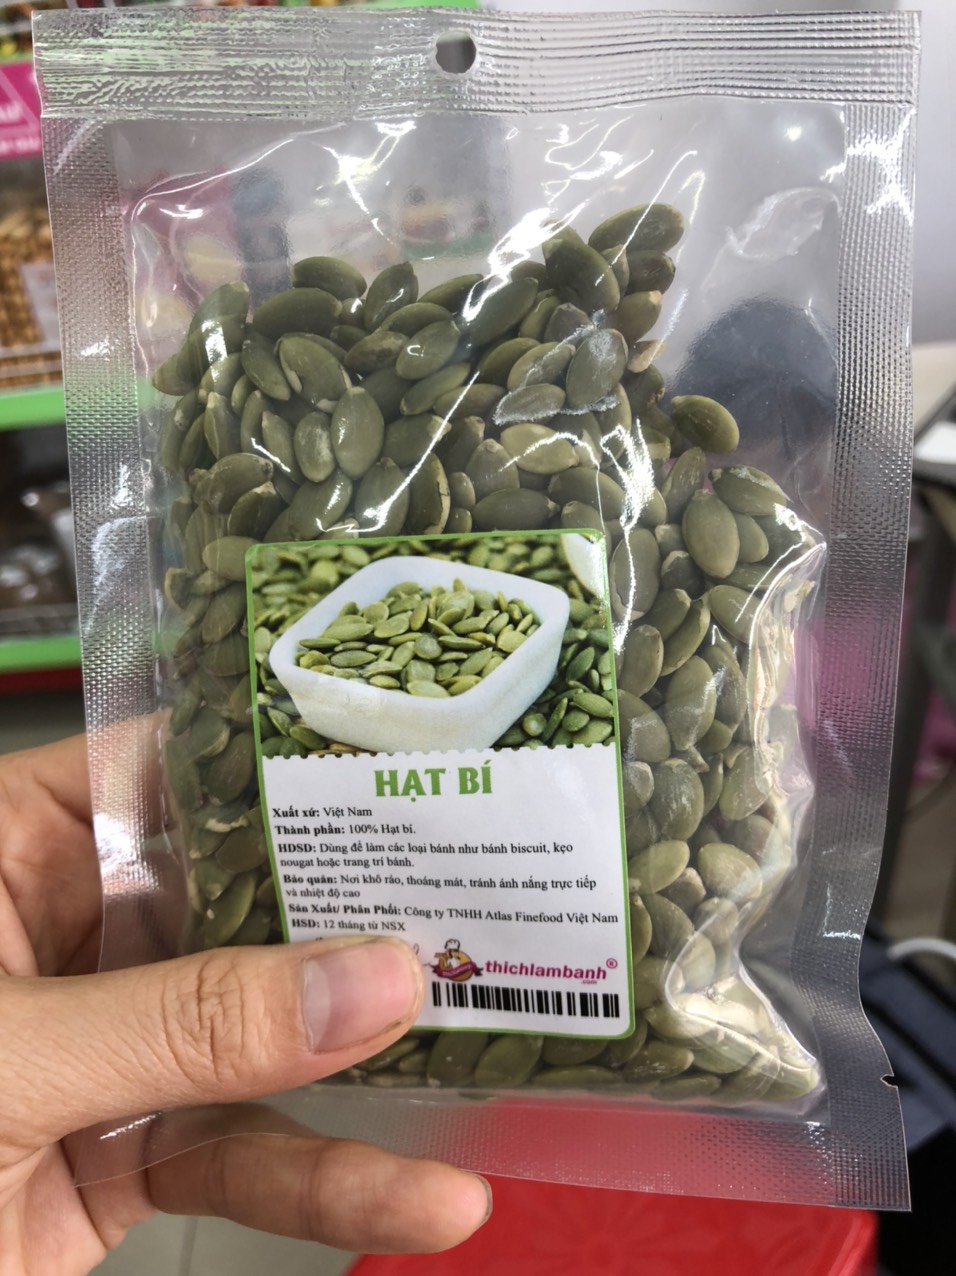 HẠT BÍ
Xuất xứ: Việt Nam
Thành phần: 100% Hạt bí.
HDSD: Dùng để làm các loại bánh như bánh biscuit, kẹo
nougat hoặc trang trí bánh.
Bảo quản: Nơi khô ráo, thoáng mát, tránh ánh nắng trực tiếp
và nhiệt độ cao
Sản Xuất/ Phân Phối: Công ty TNHH Atlas Finefood Việt Nam
HSD: 12 tháng từ NSX
thichlambanh®
.com